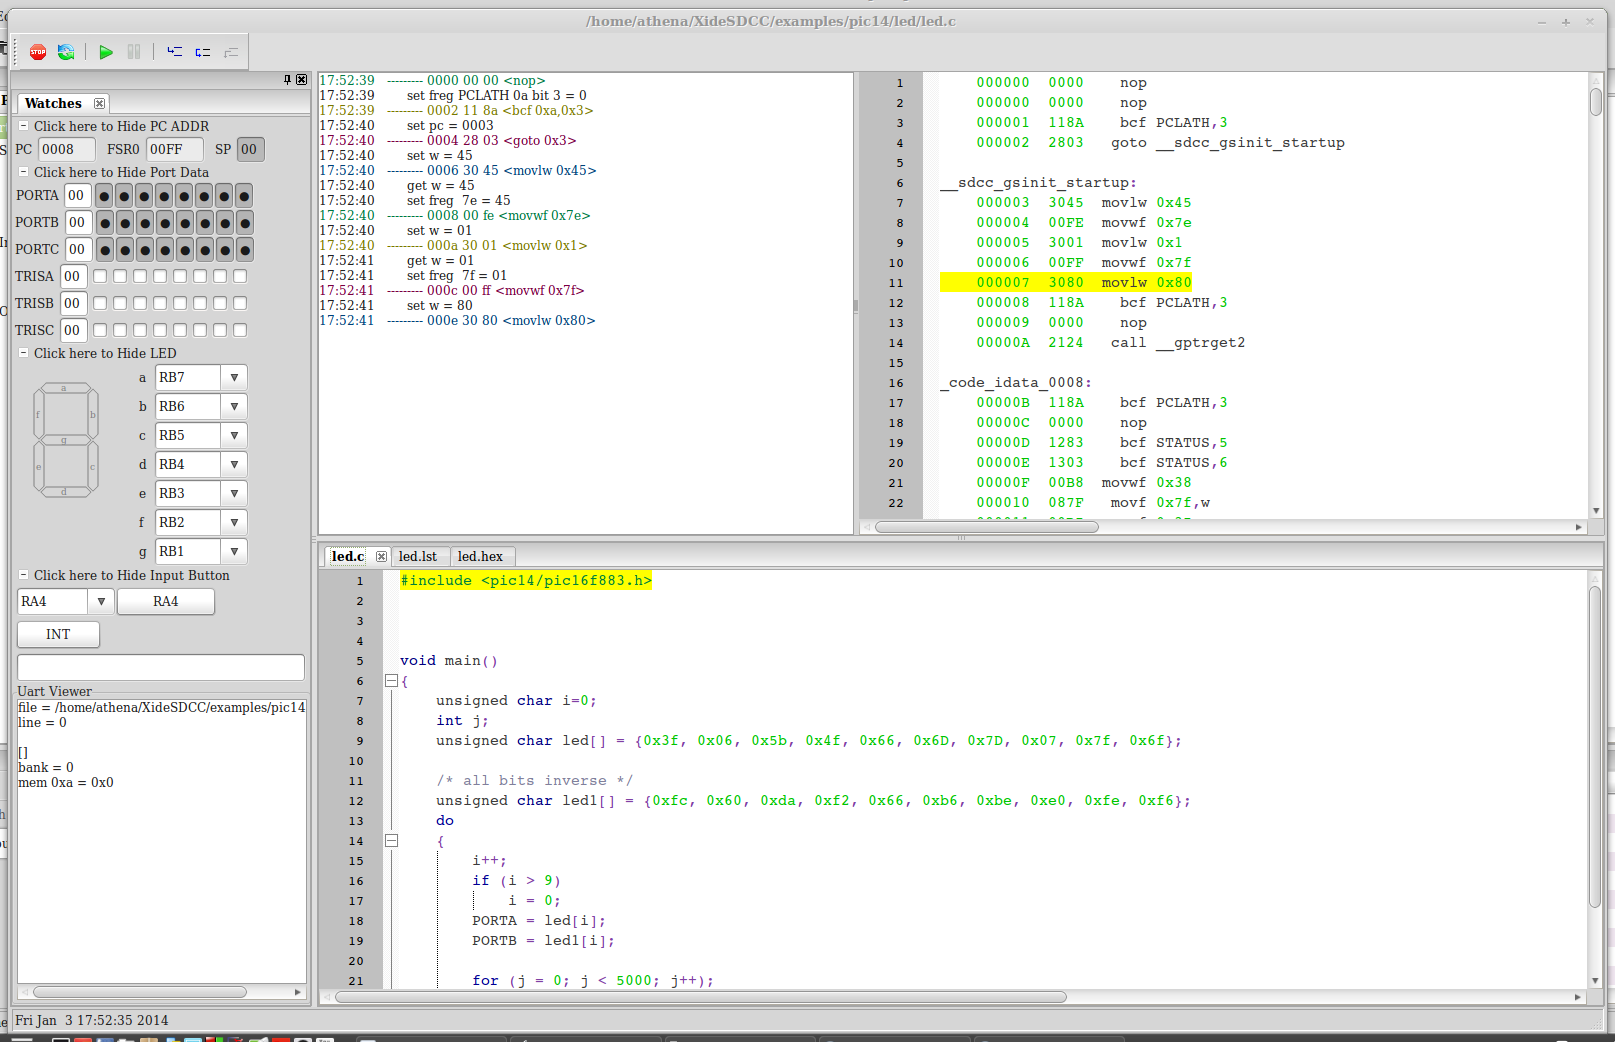 /home/athena/XideSDCC/examples/pic14/led/led.c
STOP
Watches
Click here to Hide PC ADDR
PC 0008 FSR0 00FF SP 00
Click here to Hide Port Data
PORTA 00
PORTB 00
PORTC 00
TRISA 00
TRISB 00
TRISC 00
Click here to Hide LED
a RB7
b RB6
c RB5
d RB4
e RB3
f RB2
g RB1
a
f b
g
e c
d
Click here to Hide Input Button
RA4 RA4
INT
Uart Viewer
file = /home/athena/XideSDCC/examples/pic14
line = 0
[]
bank = 0
mem 0xa = 0x0
17:52:39 --------- 0000 00 00 <nop>
17:52:39 set freg PCLATH 0a bit 3 = 0
17:52:39 --------- 0002 11 8a <bcf 0xa,0x3>
17:52:40 set pc = 0003
17:52:40 --------- 0004 28 03 <goto 0x3>
17:52:40 set w = 45
17:52:40 --------- 0006 30 45 <movlw 0x45>
17:52:40 get w = 45
17:52:40 set freg  7e = 45
17:52:40 --------- 0008 00 fe <movwf 0x7e>
17:52:40 set w = 01
17:52:40 --------- 000a 30 01 <movlw 0x1>
17:52:41 get w = 01
17:52:41 set freg  7f = 01
17:52:41 --------- 000c 00 ff <movwf 0x7f>
17:52:41 set w = 80
17:52:41 --------- 000e 30 80 <movlw 0x80>
1 000000 0000 nop
2 000000 0000 nop
3 000001 118A bcf PCLATH,3
4 000002 2803 goto __sdcc_gsinit_startup
5
6 __sdcc_gsinit_startup:
7 000003 3045 movlw 0x45
8 000004 00FE movwf 0x7e
9 000005 3001 movlw 0x1
10 000006 00FF movwf 0x7f
11 000007 3080 movlw 0x80
12 000008 118A bcf PCLATH,3
13 000009 0000 nop
14 00000A 2124 call __gptrget2
15
16 _code_idata_0008:
17 00000B 118A bcf PCLATH,3
18 00000C 0000 nop
19 00000D 1283 bcf STATUS,5
20 00000E 1303 bcf STATUS,6
21 00000F 00B8 movwf 0x38
22 000010 087F movf 0x7f,w
led.c led.lst led.hex
1 #include <pic14/pic16f883.h>
2
3
4
5 void main()
6 {
7 unsigned char i=0;
8 int j;
9 unsigned char led[] = {0x3f, 0x06, 0x5b, 0x4f, 0x66, 0x6D, 0x7D, 0x07, 0x7f, 0x6f};
10
11 /* all bits inverse */
12 unsigned char led1[] = {0xfc, 0x60, 0xda, 0xf2, 0x66, 0xb6, 0xbe, 0xe0, 0xfe, 0xf6};
13 do
14 {
15 i++;
16 if (i > 9)
17 i = 0;
18 PORTA = led[i];
19 PORTB = led1[i];
20
21 for (j = 0; j < 5000; j++);
Fri Jan  3 17:52:35 2014